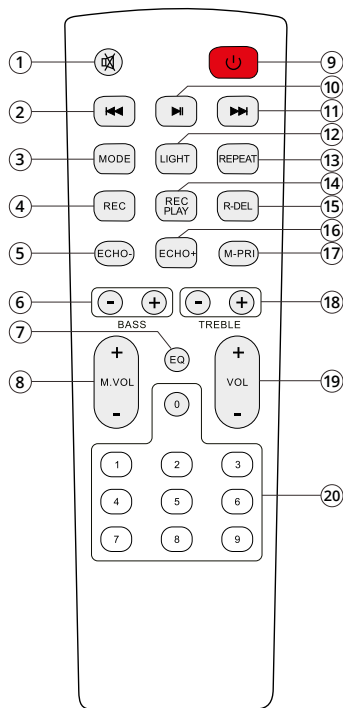 1
9
10
2
11
12
3
MODE
LIGHT
REPEAT
13
14
4
REC
REC
PLAY
R-DEL
15
16
5
ECHO-
ECHO+
M-PRI
17
6
-
+
-
+
18
BASS
TREBLE
7
EQ
+
+
8
M.VOL
VOL
19
-
-
0
1
2
3
4
5
6
20
7
8
9